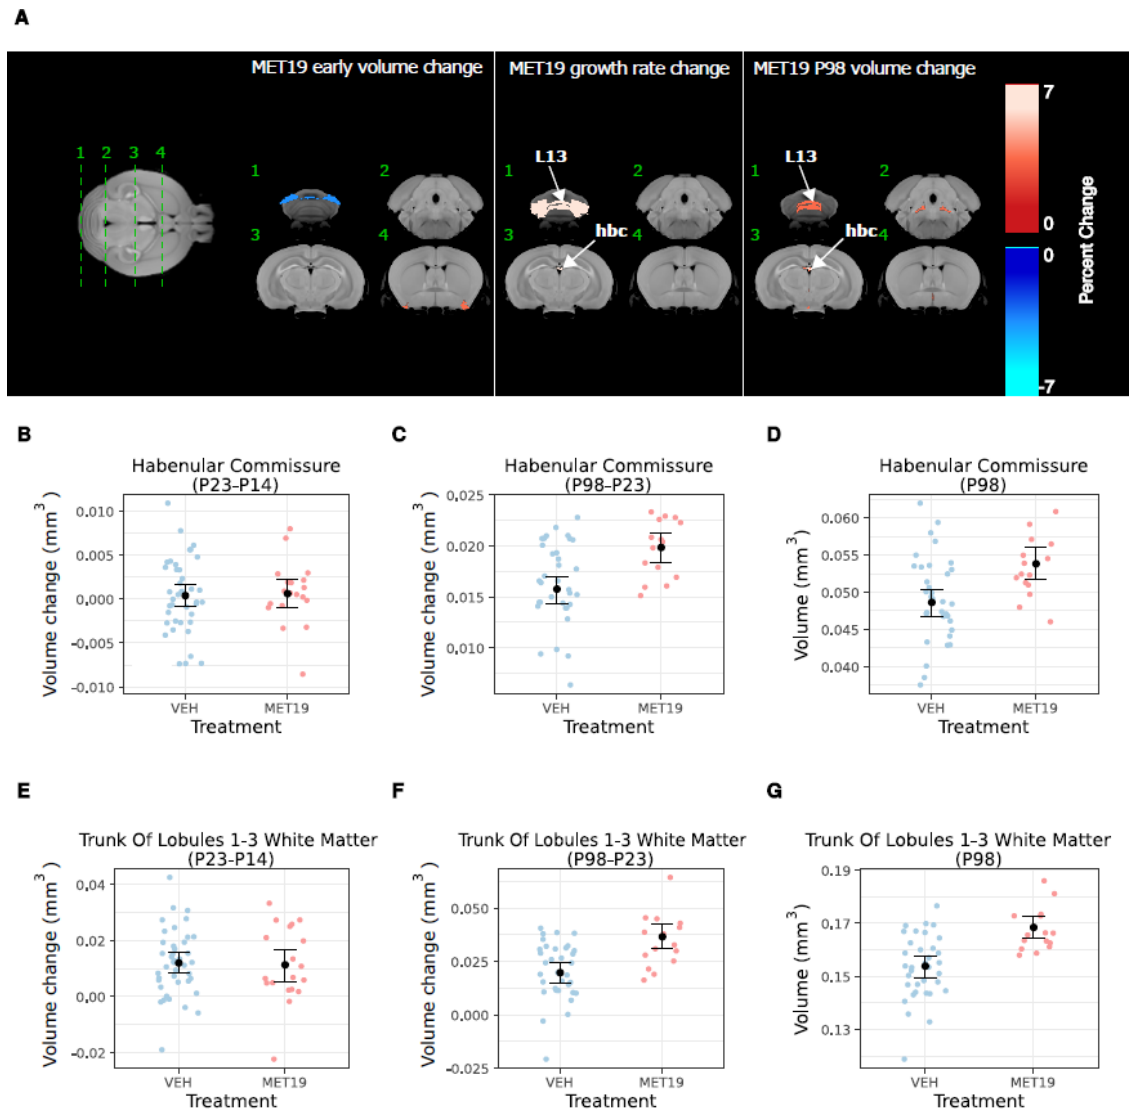 A
MET19 early volume change
MET19 growth rate change
MET19 P98 volume change
7
0
0
-7
Percent Change
1 2 3 4
1
2
3
4
L13
1
2
hbc
3
4
L13
1
2
hbc
3
4
B
Habenular Commissure
(P23-P14)
Volume change (mm³)
0.010
0.005
0.000
-0.005
-0.010
VEH
MET19
Treatment
C
Habenular Commissure
(P98-P23)
Volume change (mm³)
0.025
0.020
0.015
0.010
VEH
MET19
Treatment
D
Habenular Commissure
(P98)
Volume (mm³)
0.060
0.055
0.050
0.045
0.040
VEH
MET19
Treatment
E
Trunk Of Lobules 1-3 White Matter
(P23-P14)
Volume change (mm³)
0.04
0.02
0.00
-0.02
VEH
MET19
Treatment
F
Trunk Of Lobules 1-3 White Matter
(P98-P23)
Volume change (mm³)
0.050
0.025
0.000
-0.025
VEH
MET19
Treatment
G
Trunk Of Lobules 1-3 White Matter
(P98)
Volume (mm³)
0.19
0.17
0.15
0.13
VEH
MET19
Treatment